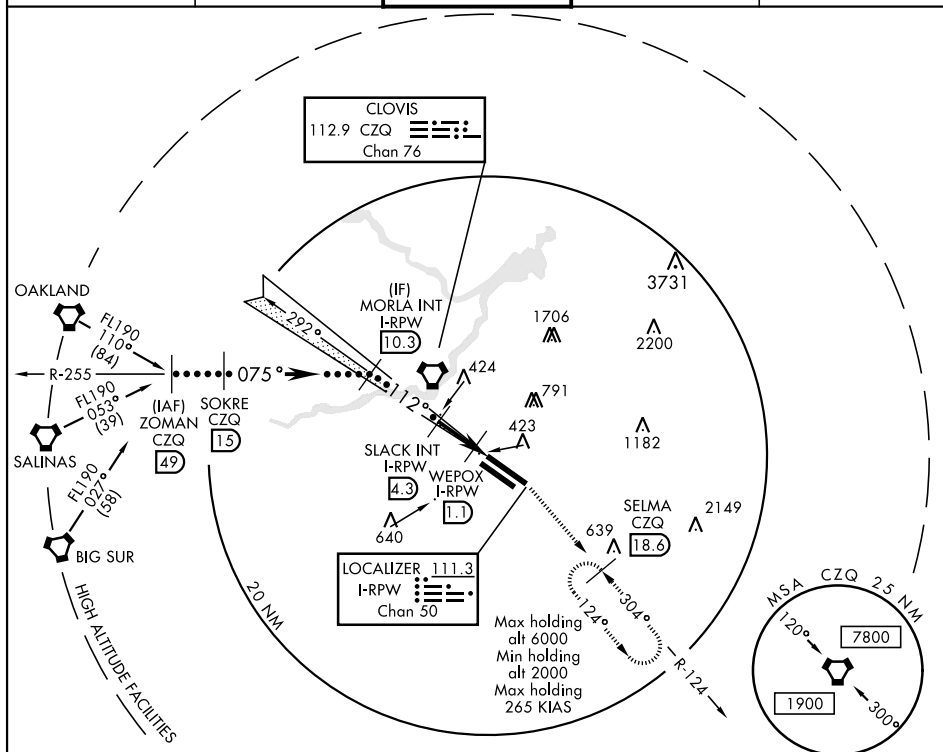 CLOVIS
112.9 CZQ
Chan 76
OAKLAND
FL190
110°
(84)
R-255
FL190
053°
(39)
SALINAS
FL190
027°
(58)
BIG SUR
HIGH ALTITUDE FACILITIES
(IAF)
ZOMAN
CZQ
49
SOKRE
CZQ
15
075°
292°
(IF)
MORLA INT
I-RPW
10.3
112°
424
SLACK INT
I-RPW
4.3
WEPOX
I-RPW
1.1
423
640
1706
791
3731
2200
1182
2149
639
SELMA
CZQ
18.6
LOCALIZER 111.3
I-RPW
Chan 50
20 NM
124°
304°
R-124
Max holding
alt 6000
Min holding
alt 2000
Max holding
265 KIAS
MSA CZQ 25 NM
120°
7800
1900
300°